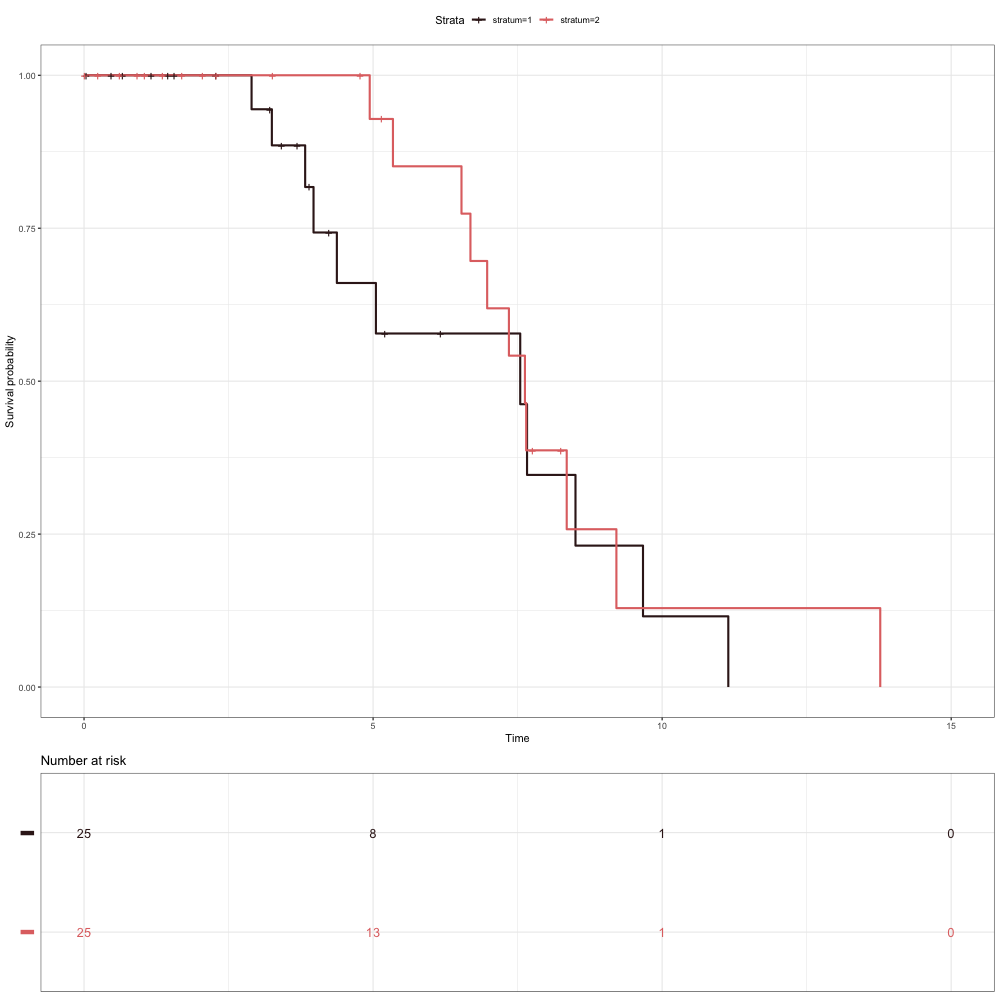 Strata stratum=1 stratum=2
1.00
0.75
0.50
0.25
0.00
Survival probability
0 5 10 15
Time
Number at risk
25 8 1 0
25 13 1 0